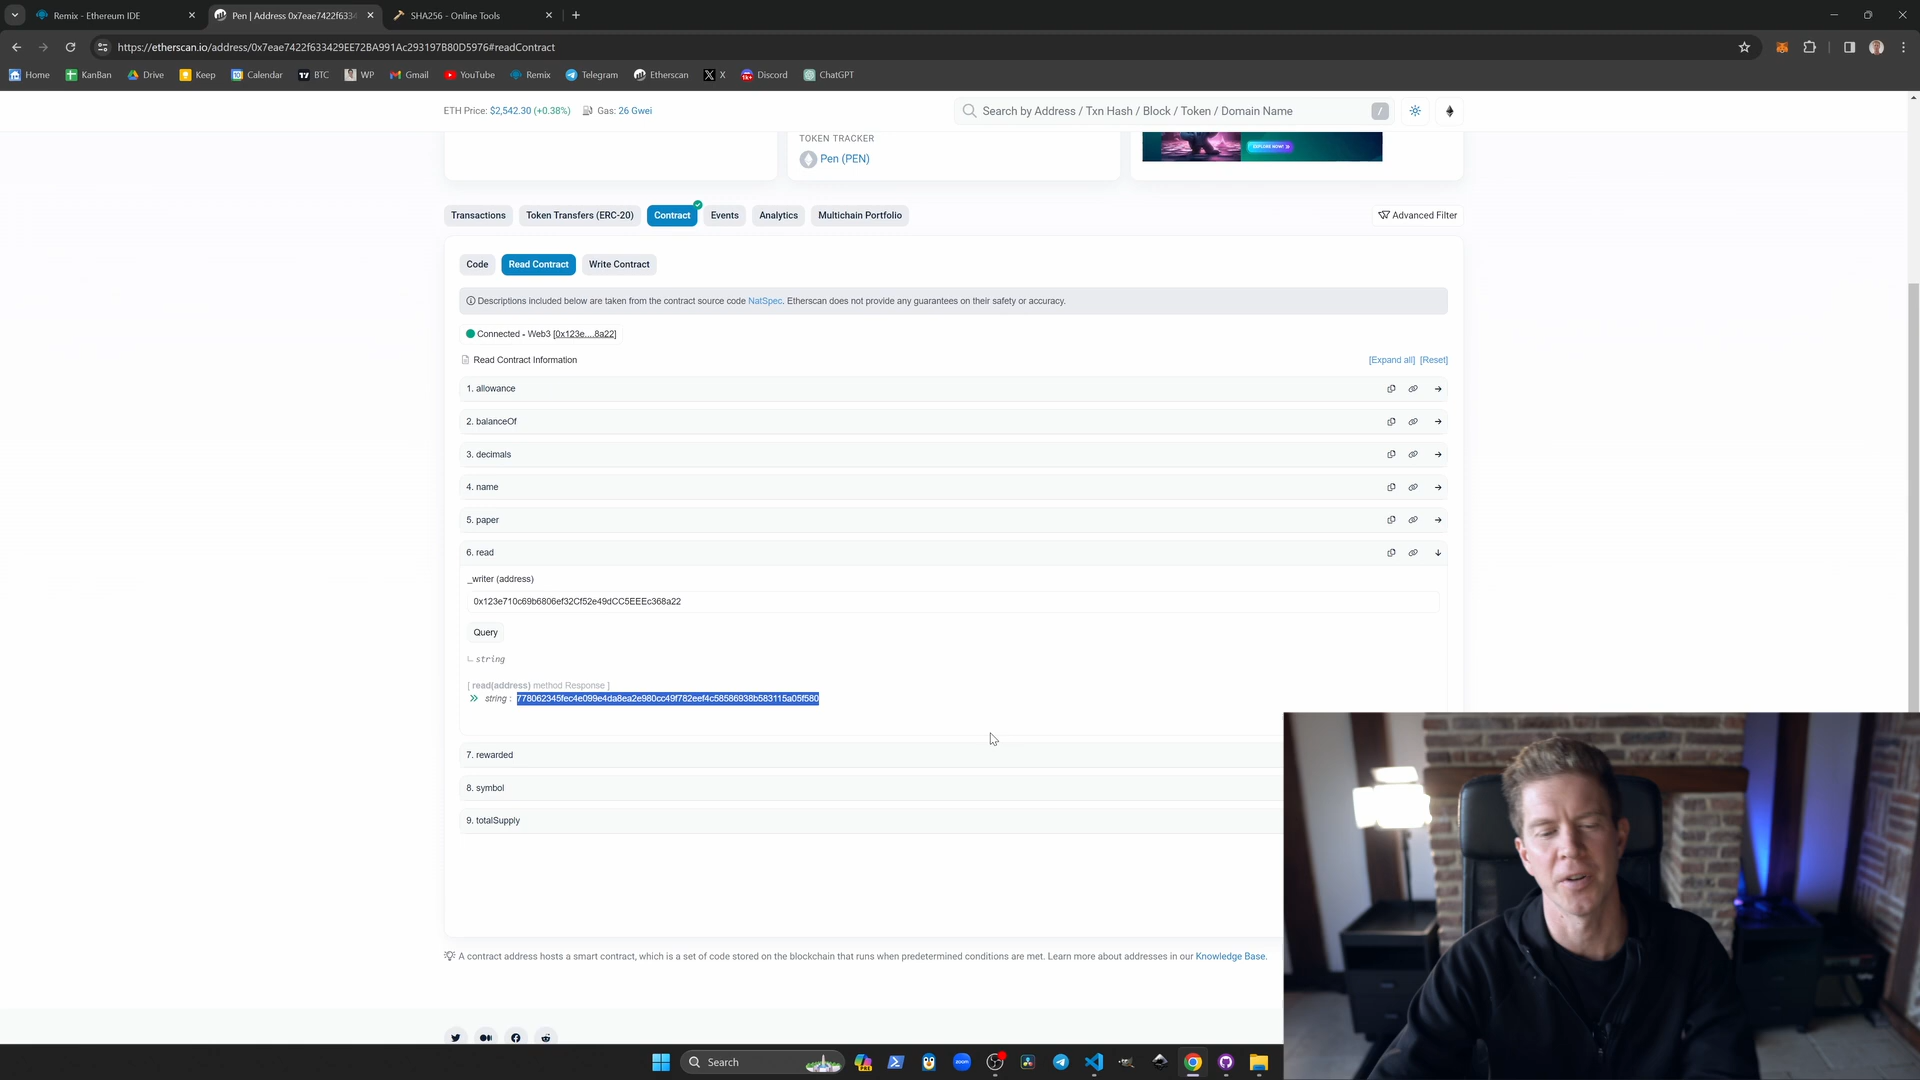 Remix - Ethereum IDE
Pen | Address 0x7eae7422f6334
SHA256 - Online Tools
https://etherscan.io/address/0x7eae7422f633429EE72BA991Ac293197B80D5976#readContract
Home KanBan Drive Keep Calendar BTC WP Gmail YouTube Remix Telegram Etherscan X Discord ChatGPT
ETH Price: $2,542.30 (+0.38%) Gas: 26 Gwei
Search by Address / Txn Hash / Block / Token / Domain Name /
TOKEN TRACKER
Pen (PEN)
EXPLORE NOW!
Transactions Token Transfers (ERC-20) Contract Events Analytics Multichain Portfolio Advanced Filter
Code Read Contract Write Contract
Descriptions included below are taken from the contract source code NatSpec. Etherscan does not provide any guarantees on their safety or accuracy.
Connected - Web3 [0x123e....8a22]
Read Contract Information [Expand all] [Reset]
1. allowance
2. balanceOf
3. decimals
4. name
5. paper
6. read
_writer (address)
0x123e710c69b6806ef32Cf52e49dCC5EEEc368a22
Query
string
[ read(address) method Response ]
string : 778062345fec4e099e4da8ea2e980cc49f782eef4c58586938b583115a05f580
7. rewarded
8. symbol
9. totalSupply
A contract address hosts a smart contract, which is a set of code stored on the blockchain that runs when predetermined conditions are met. Learn more about addresses in our Knowledge Base.
Search